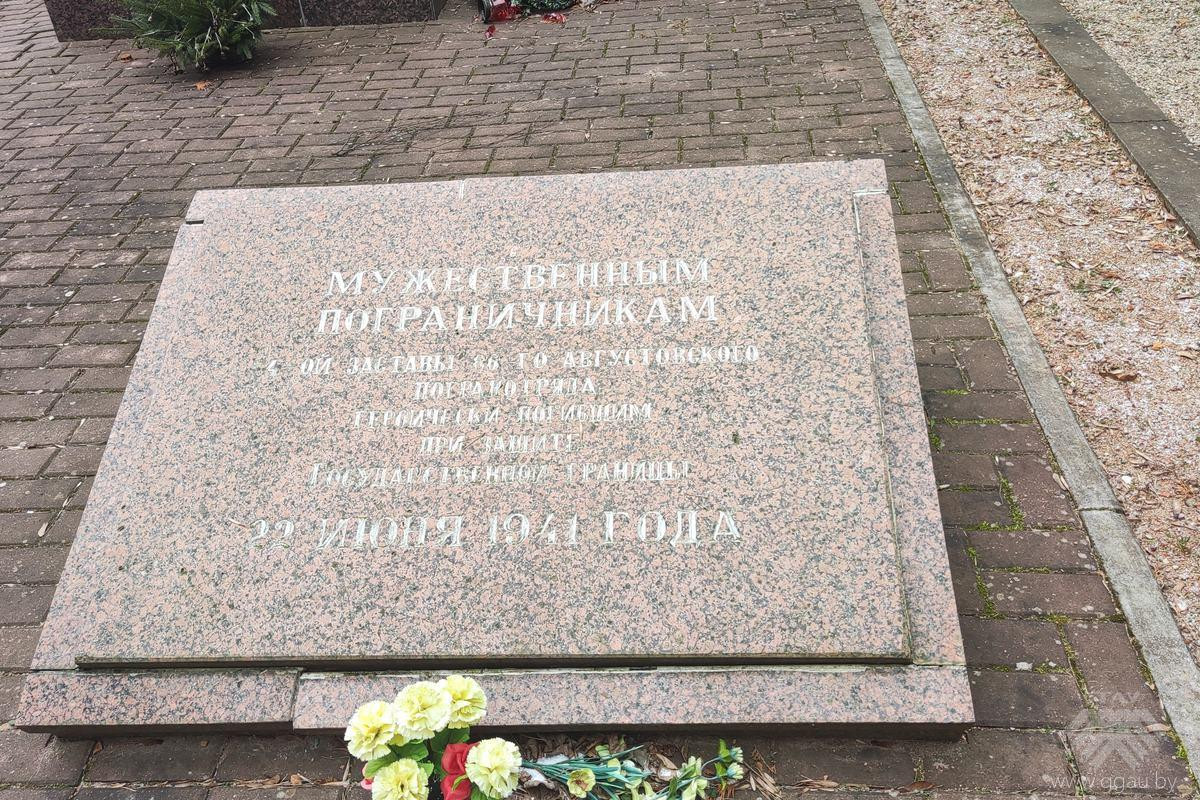 МУЖЕСТВЕННЫМ
ПОГРАНИЧНИКАМ
ОЙ ЗАСТАВЫ 86 ГО АВГУСТОВСКОГО
ПОГРАНОТРЯДА
ГЕРОИЧЕСКИ ПОГИБШИМ
ПРИ ЗАЩИТЕ
ГОСУДАРСТВЕННОЙ ГРАНИЦЫ
22 ИЮНЯ 1941 ГОДА
www.ggau.by